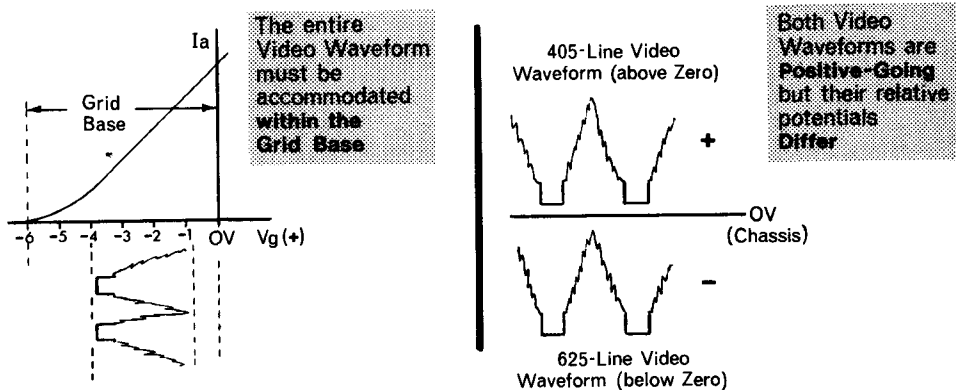 Ia
The entire
Video Waveform
must be
accommodated
within the
Grid Base
Grid
Base
-6 -5 -4 -3 -2 -1 OV Vg (+)
405-Line Video
Waveform (above Zero)
+
OV
(Chassis)
-
625-Line Video
Waveform (below Zero)
Both Video
Waveforms are
Positive-Going
but their relative
potentials
Differ